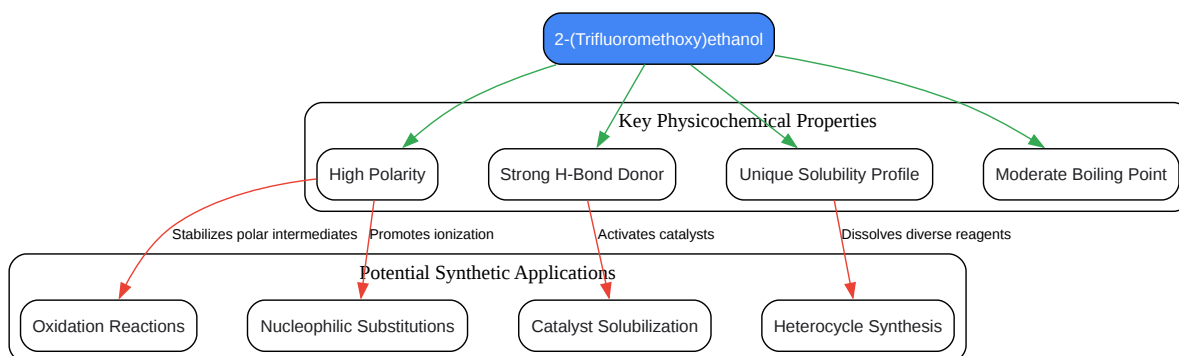 2-(Trifluoromethoxy)ethanol
Key Physicochemical Properties
High Polarity
Strong H-Bond Donor
Unique Solubility Profile
Moderate Boiling Point
Stabilizes polar intermediates
Promotes ionization
Activates catalysts
Dissolves diverse reagents
Potential Synthetic Applications
Oxidation Reactions
Nucleophilic Substitutions
Catalyst Solubilization
Heterocycle Synthesis